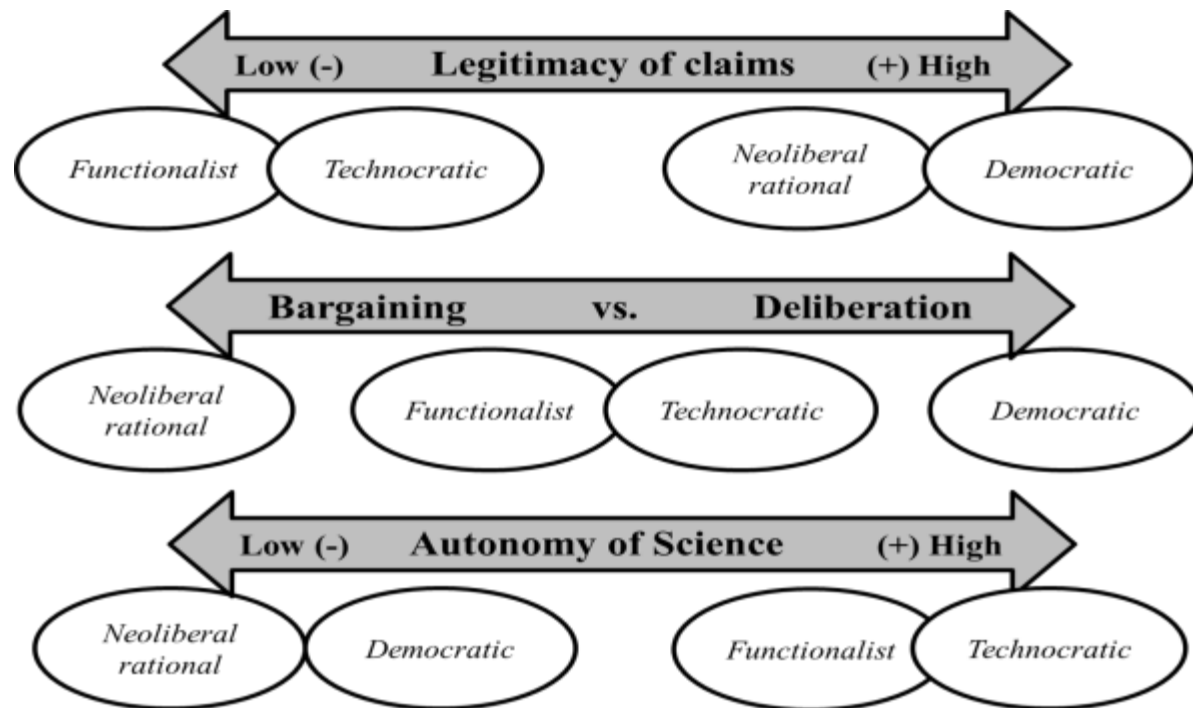 Low (-) Legitimacy of claims (+) High
Functionalist Technocratic Neoliberal rational Democratic
Bargaining vs. Deliberation
Neoliberal rational Functionalist Technocratic Democratic
Low (-) Autonomy of Science (+) High
Neoliberal rational Democratic Functionalist Technocratic